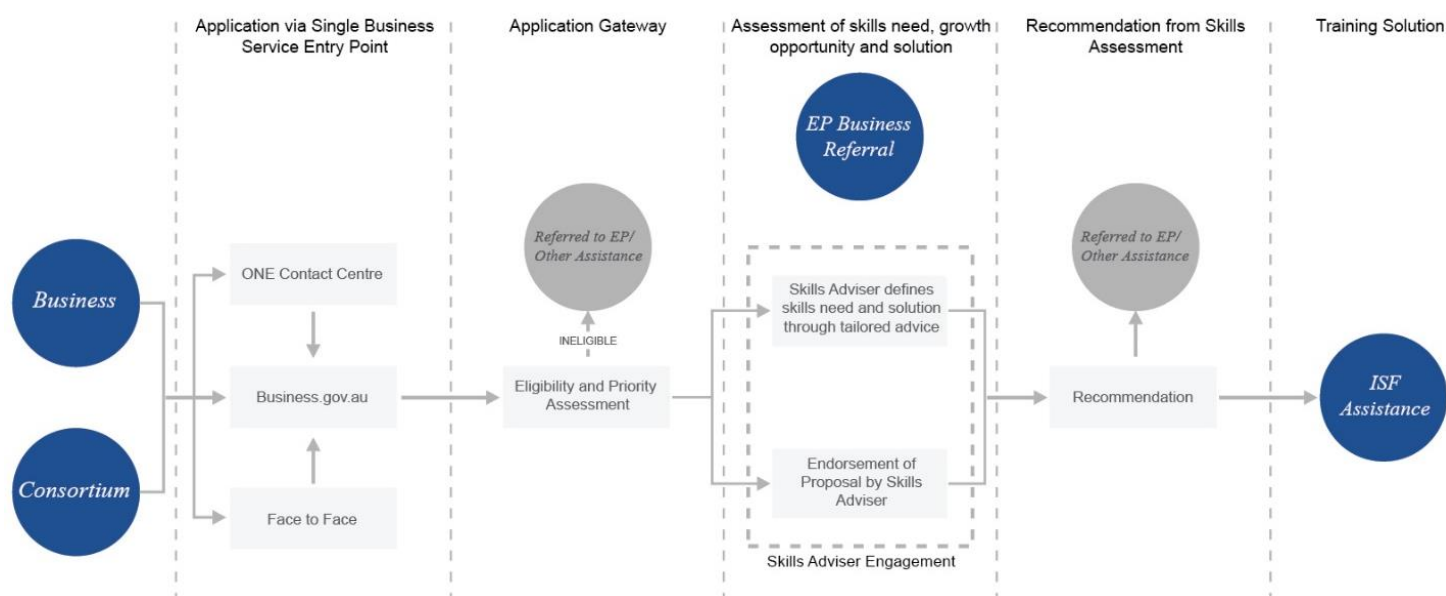 Application via Single Business
Service Entry Point
Application Gateway
Assessment of skills need, growth
opportunity and solution
Recommendation from Skills
Assessment
Training Solution
EP Business
Referral
Business
Consortium
ONE Contact Centre
Business.gov.au
Face to Face
Referred to EP/
Other Assistance
INELIGIBLE
Eligibility and Priority
Assessment
Skills Adviser defines
skills need and solution
through tailored advice
Endorsement of
Proposal by Skills
Adviser
Skills Adviser Engagement
Referred to EP/
Other Assistance
Recommendation
ISF
Assistance